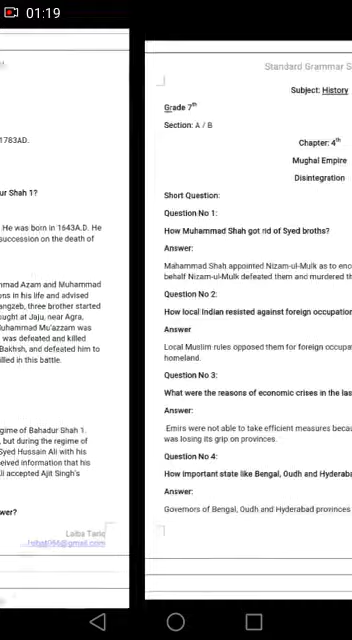 01:19
1783AD.
ur Shah 1?
He was born in 1643A.D. He
succession on the death of
mmad Azam and Muhammad
ons in his life and advised
angzeb, three brother started
ught at Jaju, near Agra,
Muhammad Mu'azzam was
was defeated and killed
Bakhsh, and defeated him to
illed in this battle.
egime of Bahadur Shah 1.
, but during the regime of
Syed Hussain Ali with his
ceived information that his
li accepted Ajit Singh's
wer?
Laiba Tariq
Standard Grammar S
Subject: History
Grade 7th
Section: A / B
Chapter: 4th
Mughal Empire
Disintegration
Short Question:
Question No 1:
How Muhammad Shah got rid of Syed broths?
Answer:
Mahammad Shah appointed Nizam-ul-Mulk as to enc
behalf Nizam-ul-Mulk defeated them and murdered th
Question No 2:
How local Indian resisted against foreign occupation
Answer
Local Muslim rules opposed them for foreign occupat
homeland.
Question No 3:
What were the reasons of economic crises in the las
Answer:
Emirs were not able to take efficient measures becau
was losing its grip on provinces.
Question No 4:
How important state like Bengal, Oudh and Hyderaba
Answer:
Governors of Bengal, Oudh and Hyderabad provinces